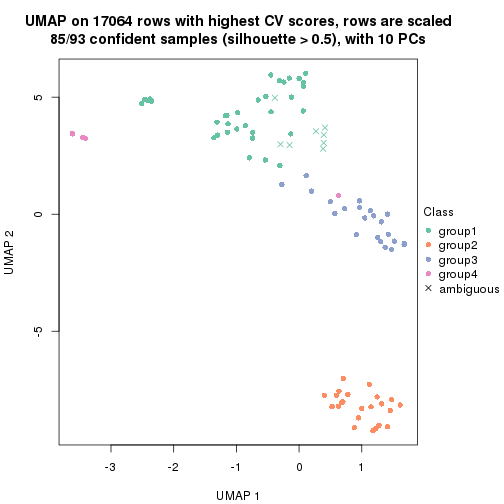 UMAP on 17064 rows with highest CV scores, rows are scaled
85/93 confident samples (silhouette > 0.5), with 10 PCs
5
0
-5
UMAP 2
-3
-2
-1
0
1
UMAP 1
Class
group1
group2
group3
group4
ambiguous